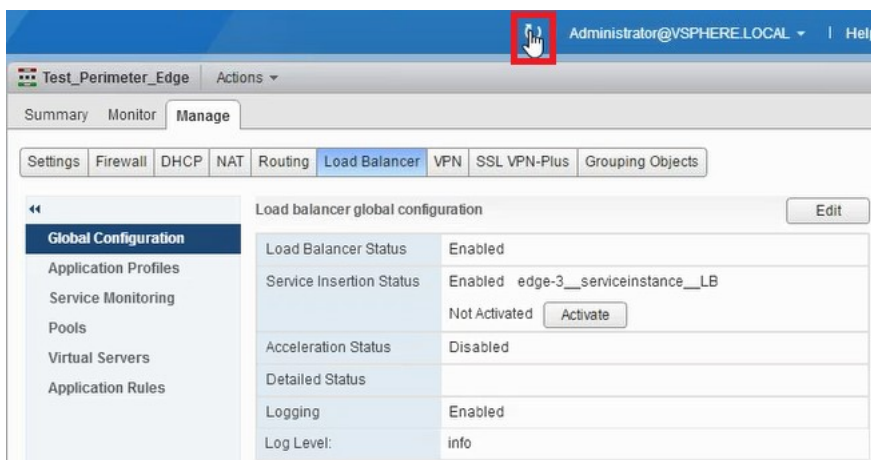 Administrator@VSPHERE.LOCAL | Help
Test_Perimeter_Edge Actions
Summary Monitor Manage
Settings Firewall DHCP NAT Routing Load Balancer VPN SSL VPN-Plus Grouping Objects
Load balancer global configuration Edit
Global Configuration
Application Profiles
Service Monitoring
Pools
Virtual Servers
Application Rules
Load Balancer Status Enabled
Service Insertion Status Enabled edge-3__serviceinstance__LB
Not Activated Activate
Acceleration Status Disabled
Detailed Status
Logging Enabled
Log Level: info